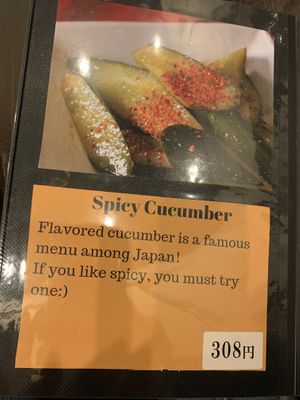 Spicy Cucumber
Flavored cucumber is a famous
menu among Japan!
If you like spicy, you must try
one:)
308円